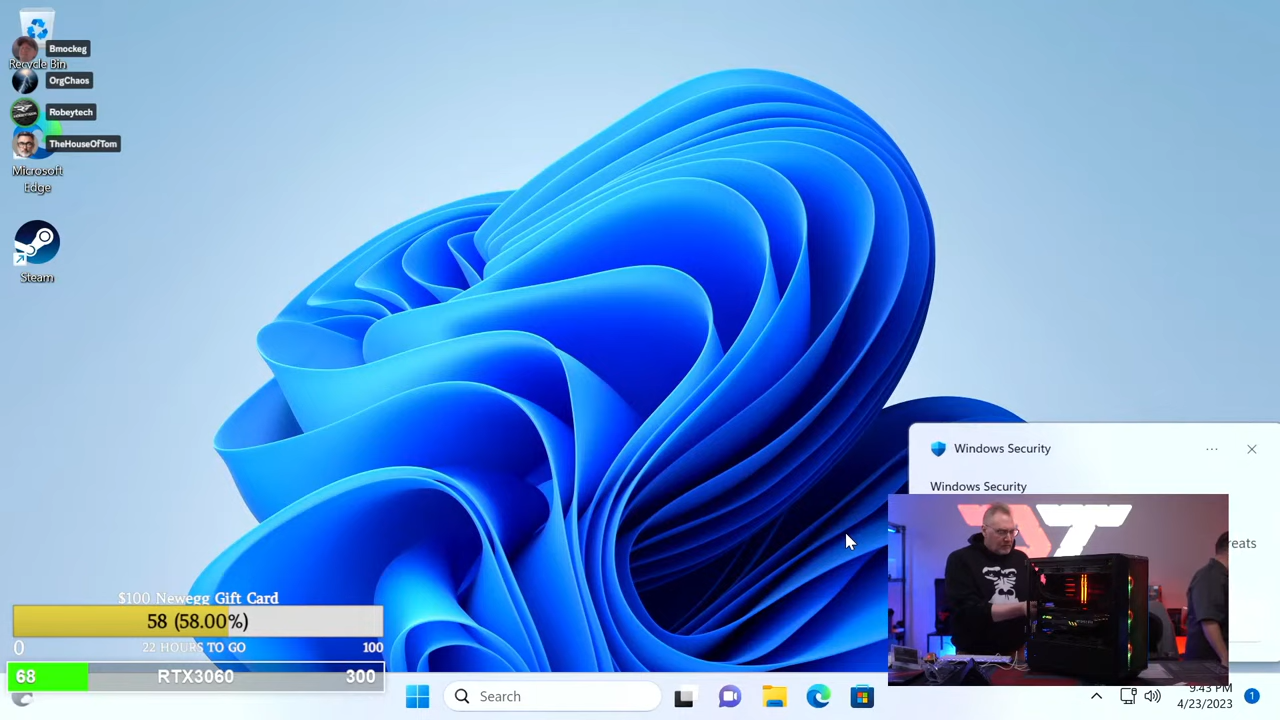 Bmockeg
Recycle Bin
OrgChaos
Robeytech
TheHouseOfTom
Microsoft
Edge
Steam
Windows Security
Windows Security
reats
$100 Newegg Gift Card
58 (58.00%)
0
22 HOURS TO GO
100
68
RTX3060
300
Search
9:43 PM
4/23/2023
1